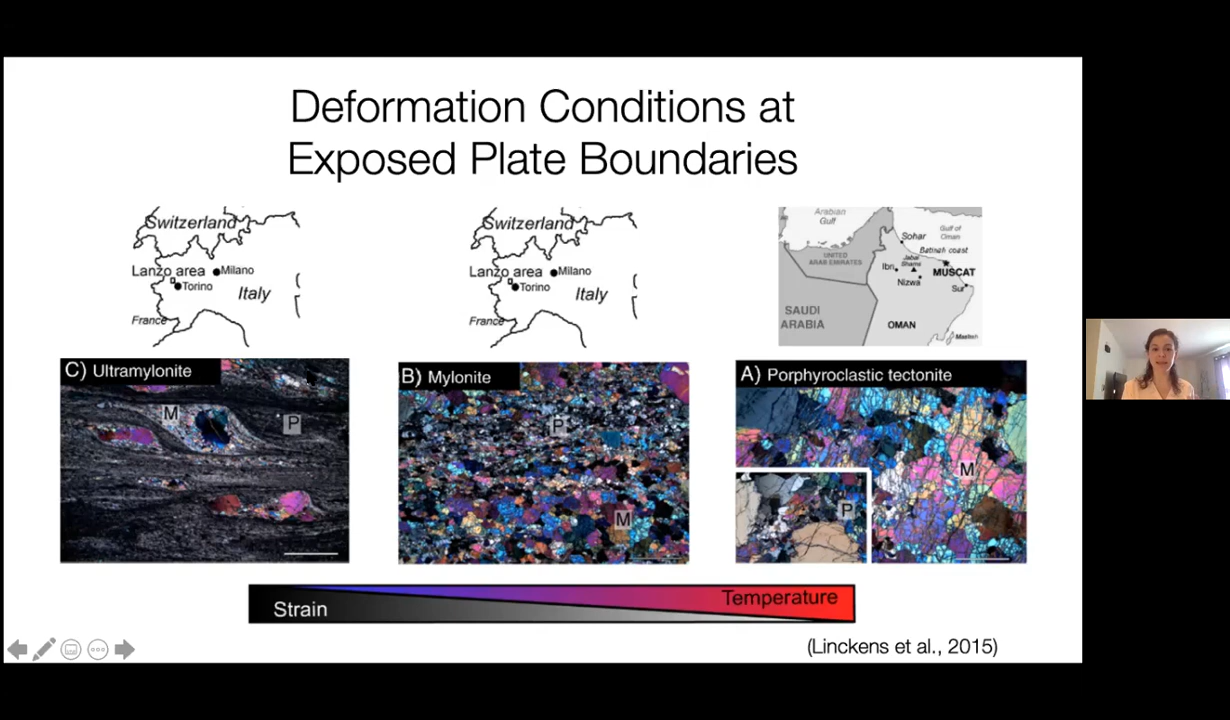 Deformation Conditions at
Exposed Plate Boundaries
Switzerland
Lanzo area
Milano
Torino
Italy
France
Switzerland
Lanzo area
Milano
Torino
Italy
France
Arabian
Gulf
Gulf of
Oman
Sohar
Batinah coast
UNITED
ARAB EMIRATES
Jabal
Shams
Ibri
MUSCAT
Nizwa
Sur
SAUDI
ARABIA
OMAN
C) Ultramylonite
M
P
B) Mylonite
P
M
A) Porphyroclastic tectonite
M
P
Strain
Temperature
(Linckens et al., 2015)